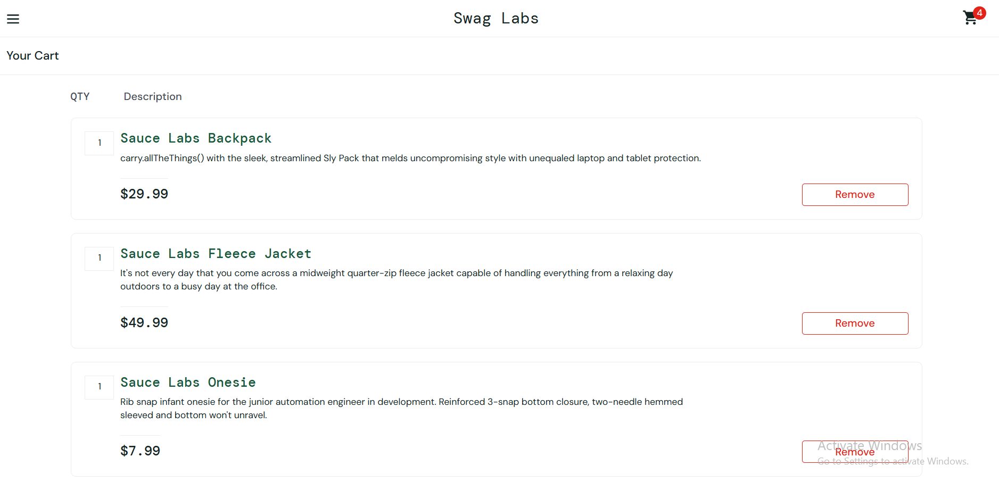 Swag Labs
4
Your Cart
QTY Description
1
Sauce Labs Backpack
carry.allTheThings() with the sleek, streamlined Sly Pack that melds uncompromising style with unequaled laptop and tablet protection.
$29.99
Remove
1
Sauce Labs Fleece Jacket
It's not every day that you come across a midweight quarter-zip fleece jacket capable of handling everything from a relaxing day
outdoors to a busy day at the office.
$49.99
Remove
1
Sauce Labs Onesie
Rib snap infant onesie for the junior automation engineer in development. Reinforced 3-snap bottom closure, two-needle hemmed
sleeved and bottom won't unravel.
$7.99
Remove
Activate Windows
Go to Settings to activate Windows.